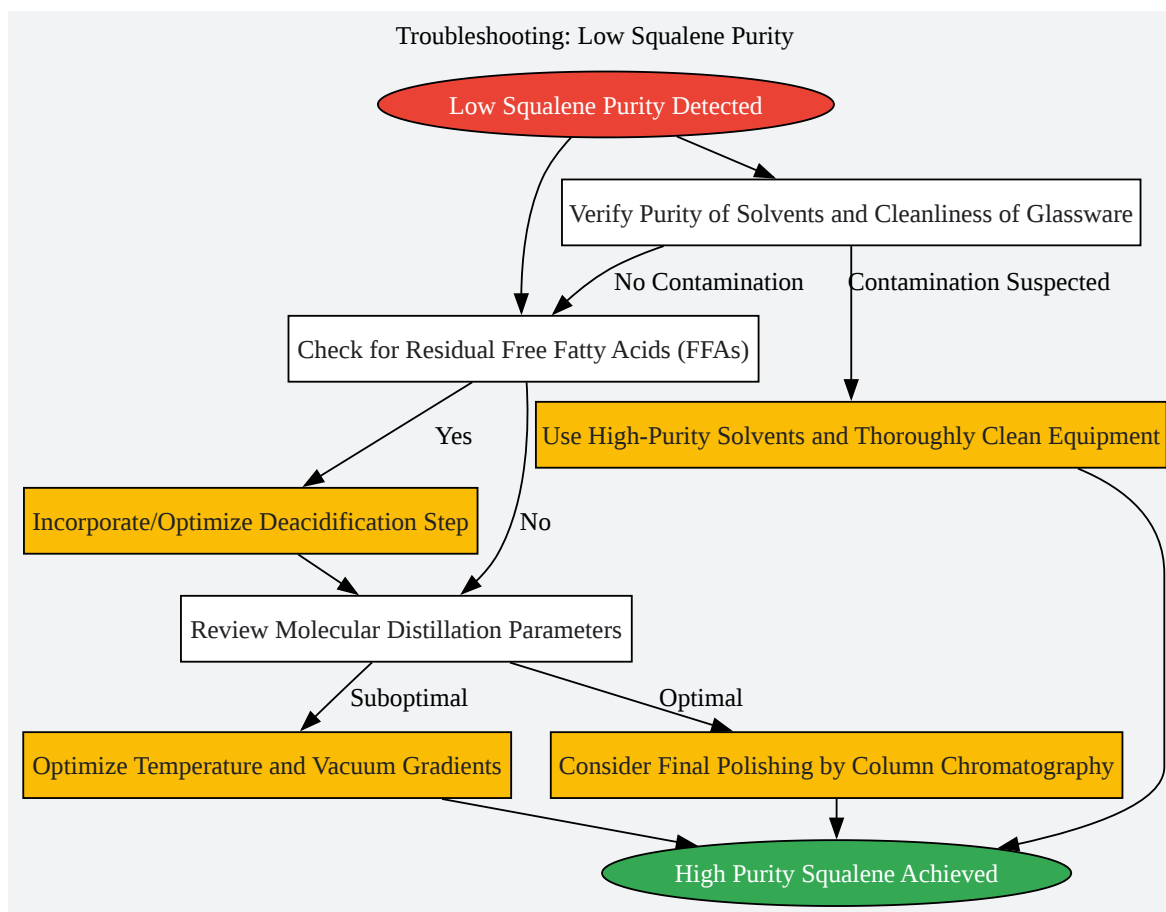 Troubleshooting: Low Squalene Purity
Low Squalene Purity Detected
Verify Purity of Solvents and Cleanliness of Glassware
No Contamination
Contamination Suspected
Check for Residual Free Fatty Acids (FFAs)
Yes
Use High-Purity Solvents and Thoroughly Clean Equipment
Incorporate/Optimize Deacidification Step
No
Review Molecular Distillation Parameters
Suboptimal
Optimal
Optimize Temperature and Vacuum Gradients
Consider Final Polishing by Column Chromatography
High Purity Squalene Achieved